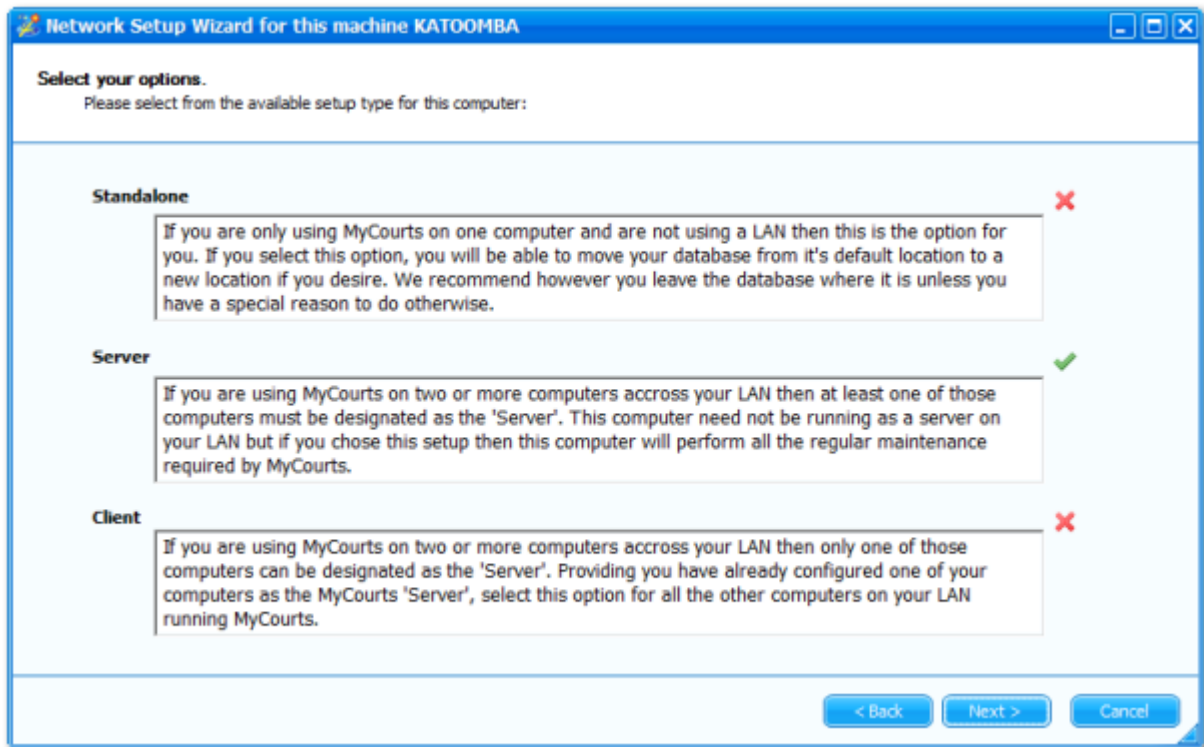 Network Setup Wizard for this machine KATOOMBA
Select your options.
Please select from the available setup type for this computer:
Standalone
If you are only using MyCourts on one computer and are not using a LAN then this is the option for
you. If you select this option, you will be able to move your database from it's default location to a
new location if you desire. We recommend however you leave the database where it is unless you
have a special reason to do otherwise.
Server
If you are using MyCourts on two or more computers accross your LAN then at least one of those
computers must be designated as the 'Server'. This computer need not be running as a server on
your LAN but if you chose this setup then this computer will perform all the regular maintenance
required by MyCourts.
Client
If you are using MyCourts on two or more computers accross your LAN then only one of those
computers can be designated as the 'Server'. Providing you have already configured one of your
computers as the MyCourts 'Server', select this option for all the other computers on your LAN
running MyCourts.
< Back Next > Cancel